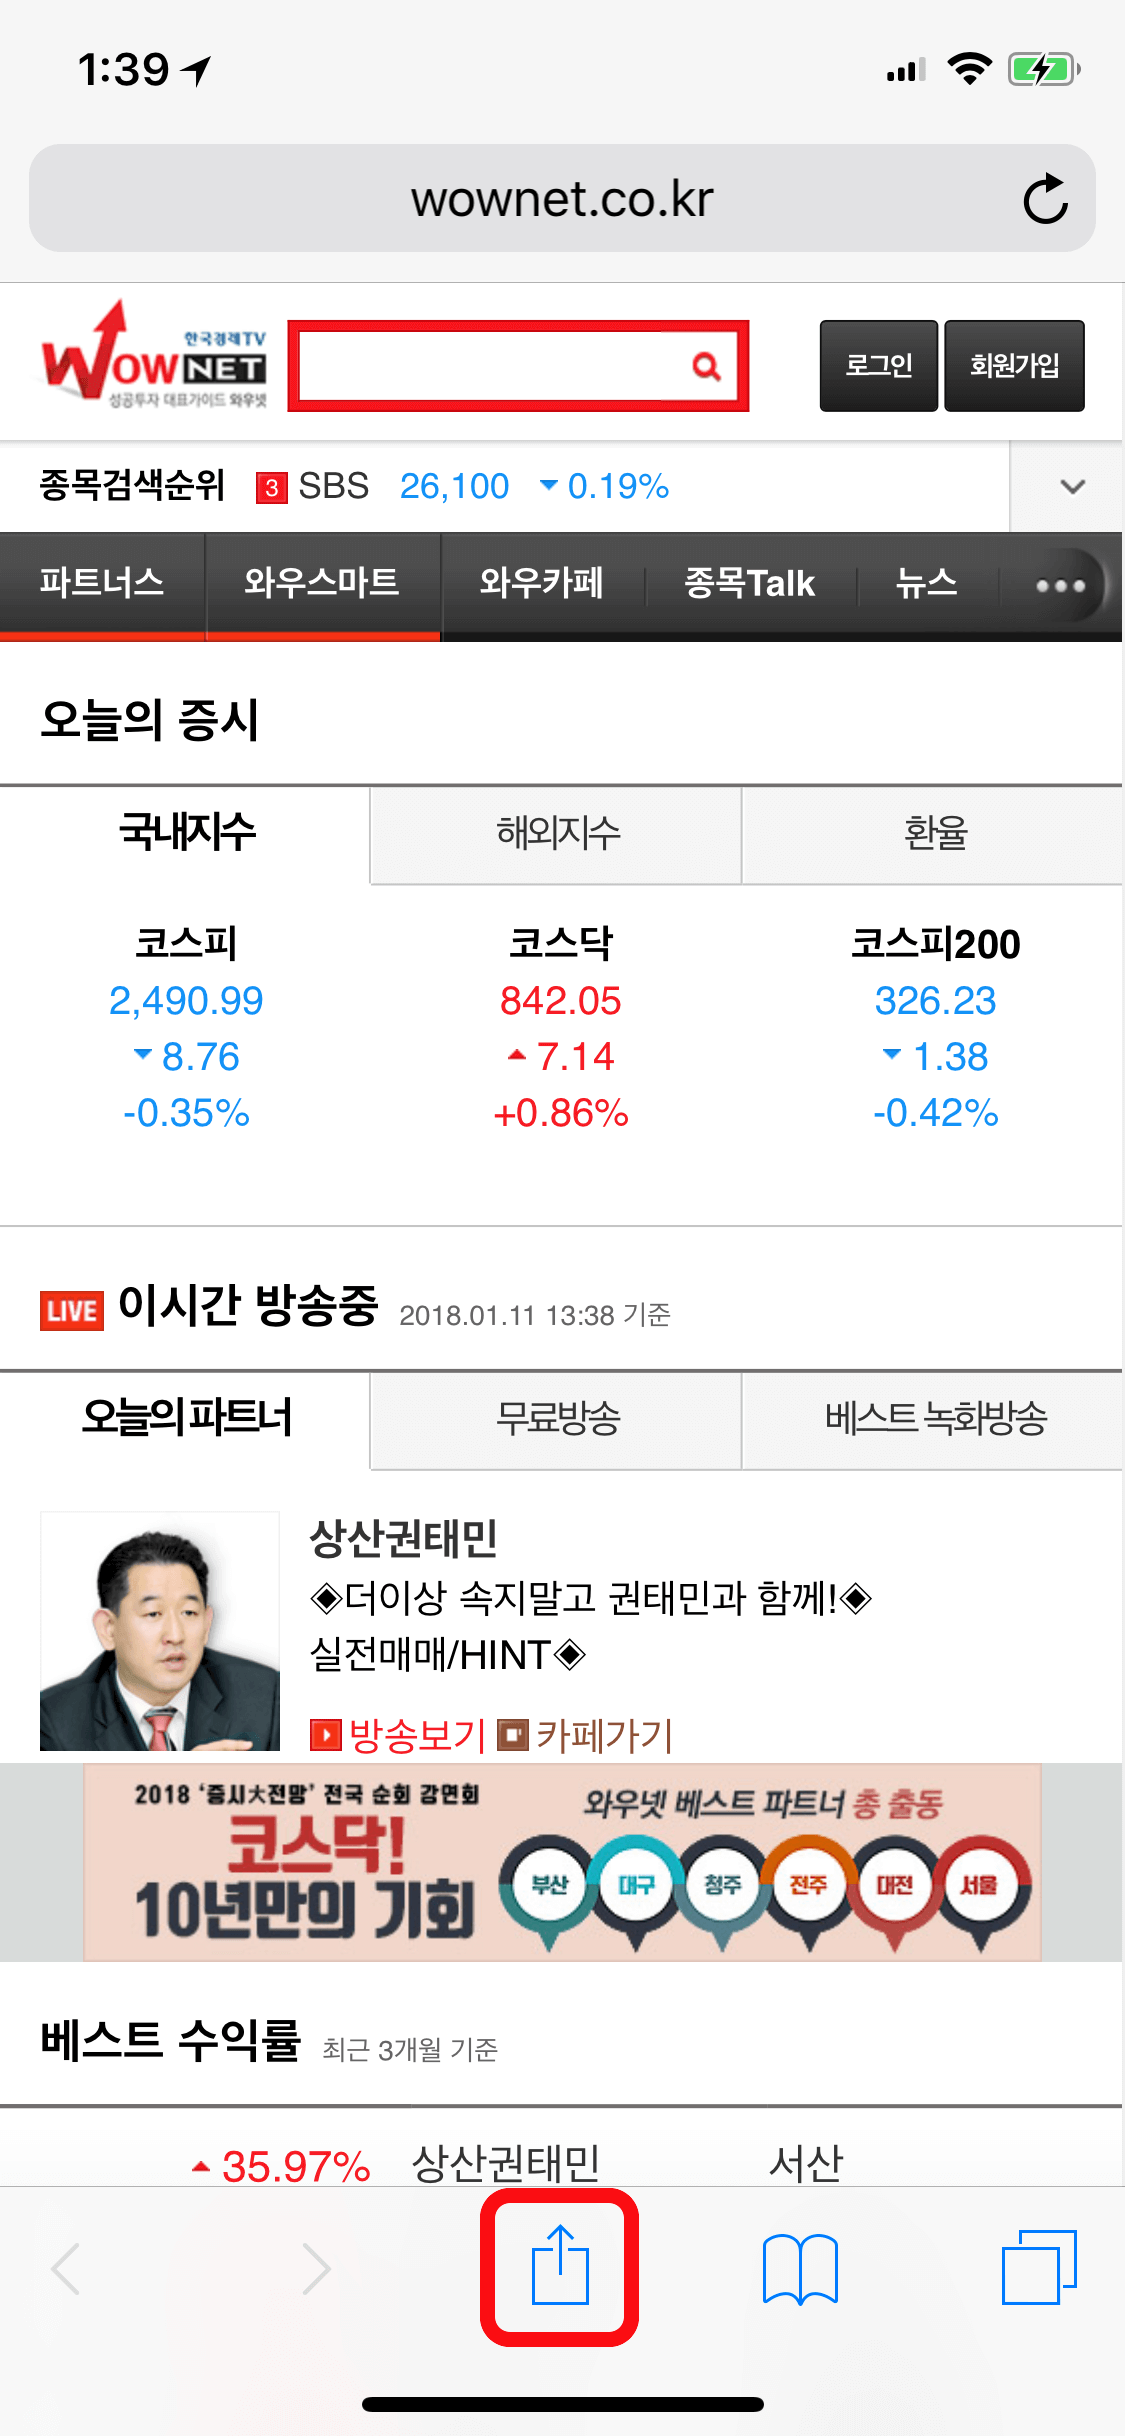 1:39
wownet.co.kr
한국경제TV
WOWNET
성공투자 대표가이드 와우넷
로그인 회원가입
종목검색순위 3 SBS 26,100 ▼ 0.19%
파트너스 와우스마트 와우카페 종목Talk 뉴스 •••
오늘의 증시
국내지수 해외지수 환율
코스피 코스닥 코스피200
2,490.99 842.05 326.23
▼ 8.76 ▲ 7.14 ▼ 1.38
-0.35% +0.86% -0.42%
LIVE 이시간 방송중 2018.01.11 13:38 기준
오늘의 파트너 무료방송 베스트 녹화방송
상산권태민
◈더이상 속지말고 권태민과 함께!◈
실전매매/HINT◈
방송보기 카페가기
2018 ‘증시大전망’ 전국 순회 강연회
코스닥!
10년만의 기회
와우넷 베스트 파트너 총 출동
부산 대구 청주 전주 대전 서울
베스트 수익률 최근 3개월 기준
▲ 35.97% 상산권태민 서산